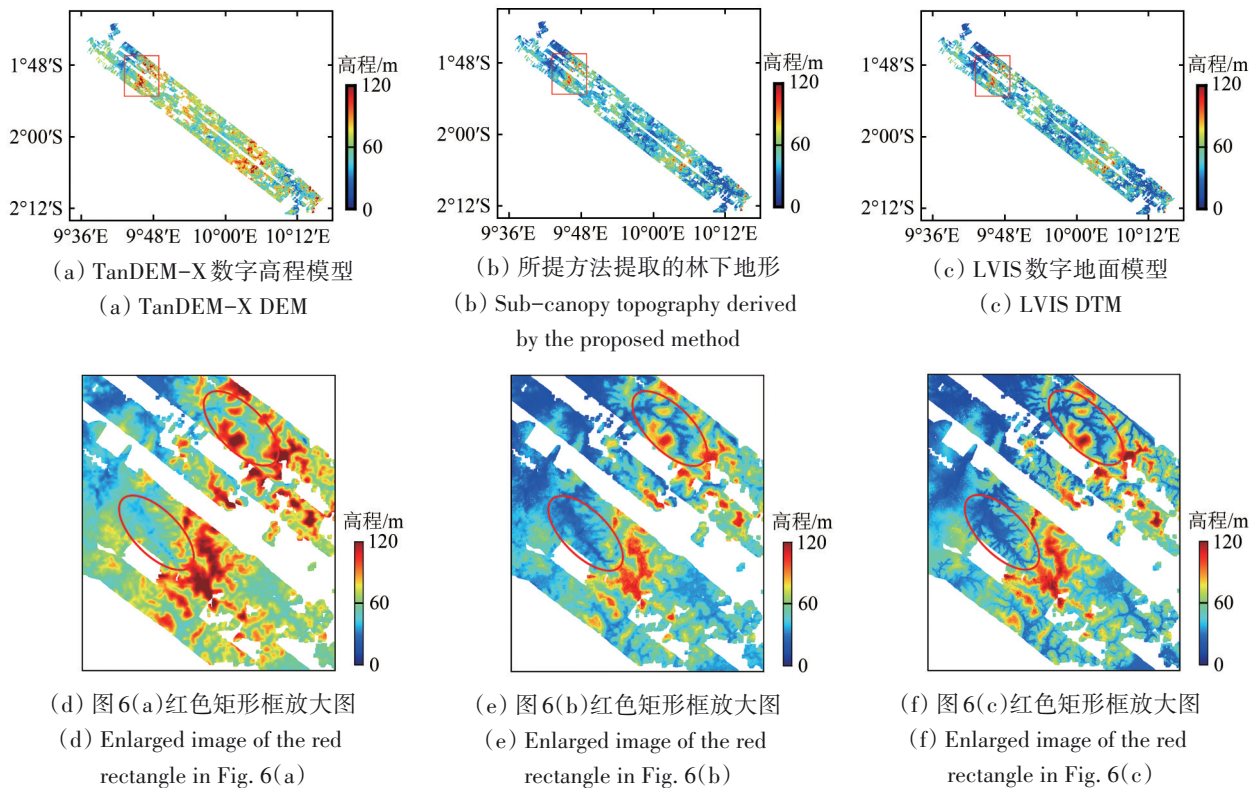 高程/m
120
60
0
1°48′S
2°00′S
2°12′S
9°36′E 9°48′E 10°00′E 10°12′E
(a) TanDEM-X数字高程模型
(a) TanDEM-X DEM
高程/m
120
60
0
1°48′S
2°00′S
2°12′S
9°36′E 9°48′E 10°00′E 10°12′E
(b) 所提方法提取的林下地形
(b) Sub-canopy topography derived
by the proposed method
高程/m
120
60
0
1°48′S
2°00′S
2°12′S
9°36′E 9°48′E 10°00′E 10°12′E
(c) LVIS数字地面模型
(c) LVIS DTM
高程/m
120
60
0
(d) 图6(a)红色矩形框放大图
(d) Enlarged image of the red
rectangle in Fig. 6(a)
高程/m
120
60
0
(e) 图6(b)红色矩形框放大图
(e) Enlarged image of the red
rectangle in Fig. 6(b)
高程/m
120
60
0
(f) 图6(c)红色矩形框放大图
(f) Enlarged image of the red
rectangle in Fig. 6(c)